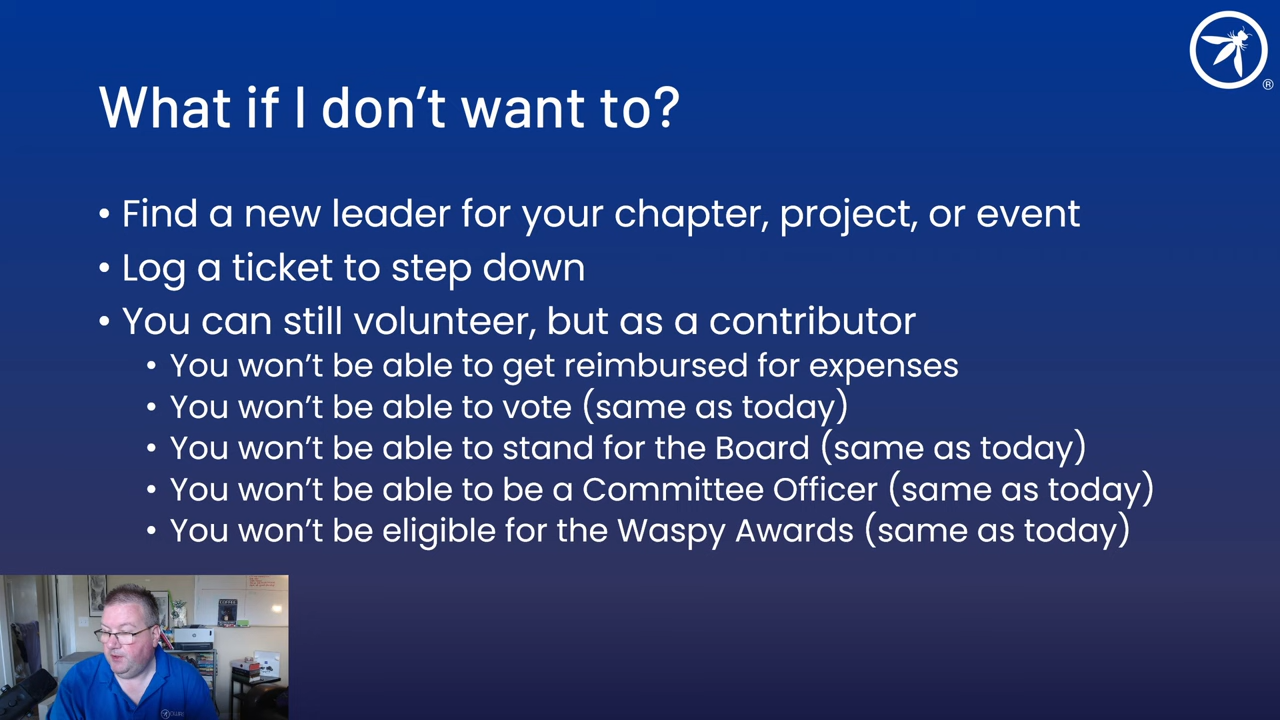 ®
What if I don’t want to?
• Find a new leader for your chapter, project, or event
• Log a ticket to step down
• You can still volunteer, but as a contributor
• You won’t be able to get reimbursed for expenses
• You won’t be able to vote (same as today)
• You won’t be able to stand for the Board (same as today)
• You won’t be able to be a Committee Officer (same as today)
• You won’t be eligible for the Waspy Awards (same as today)